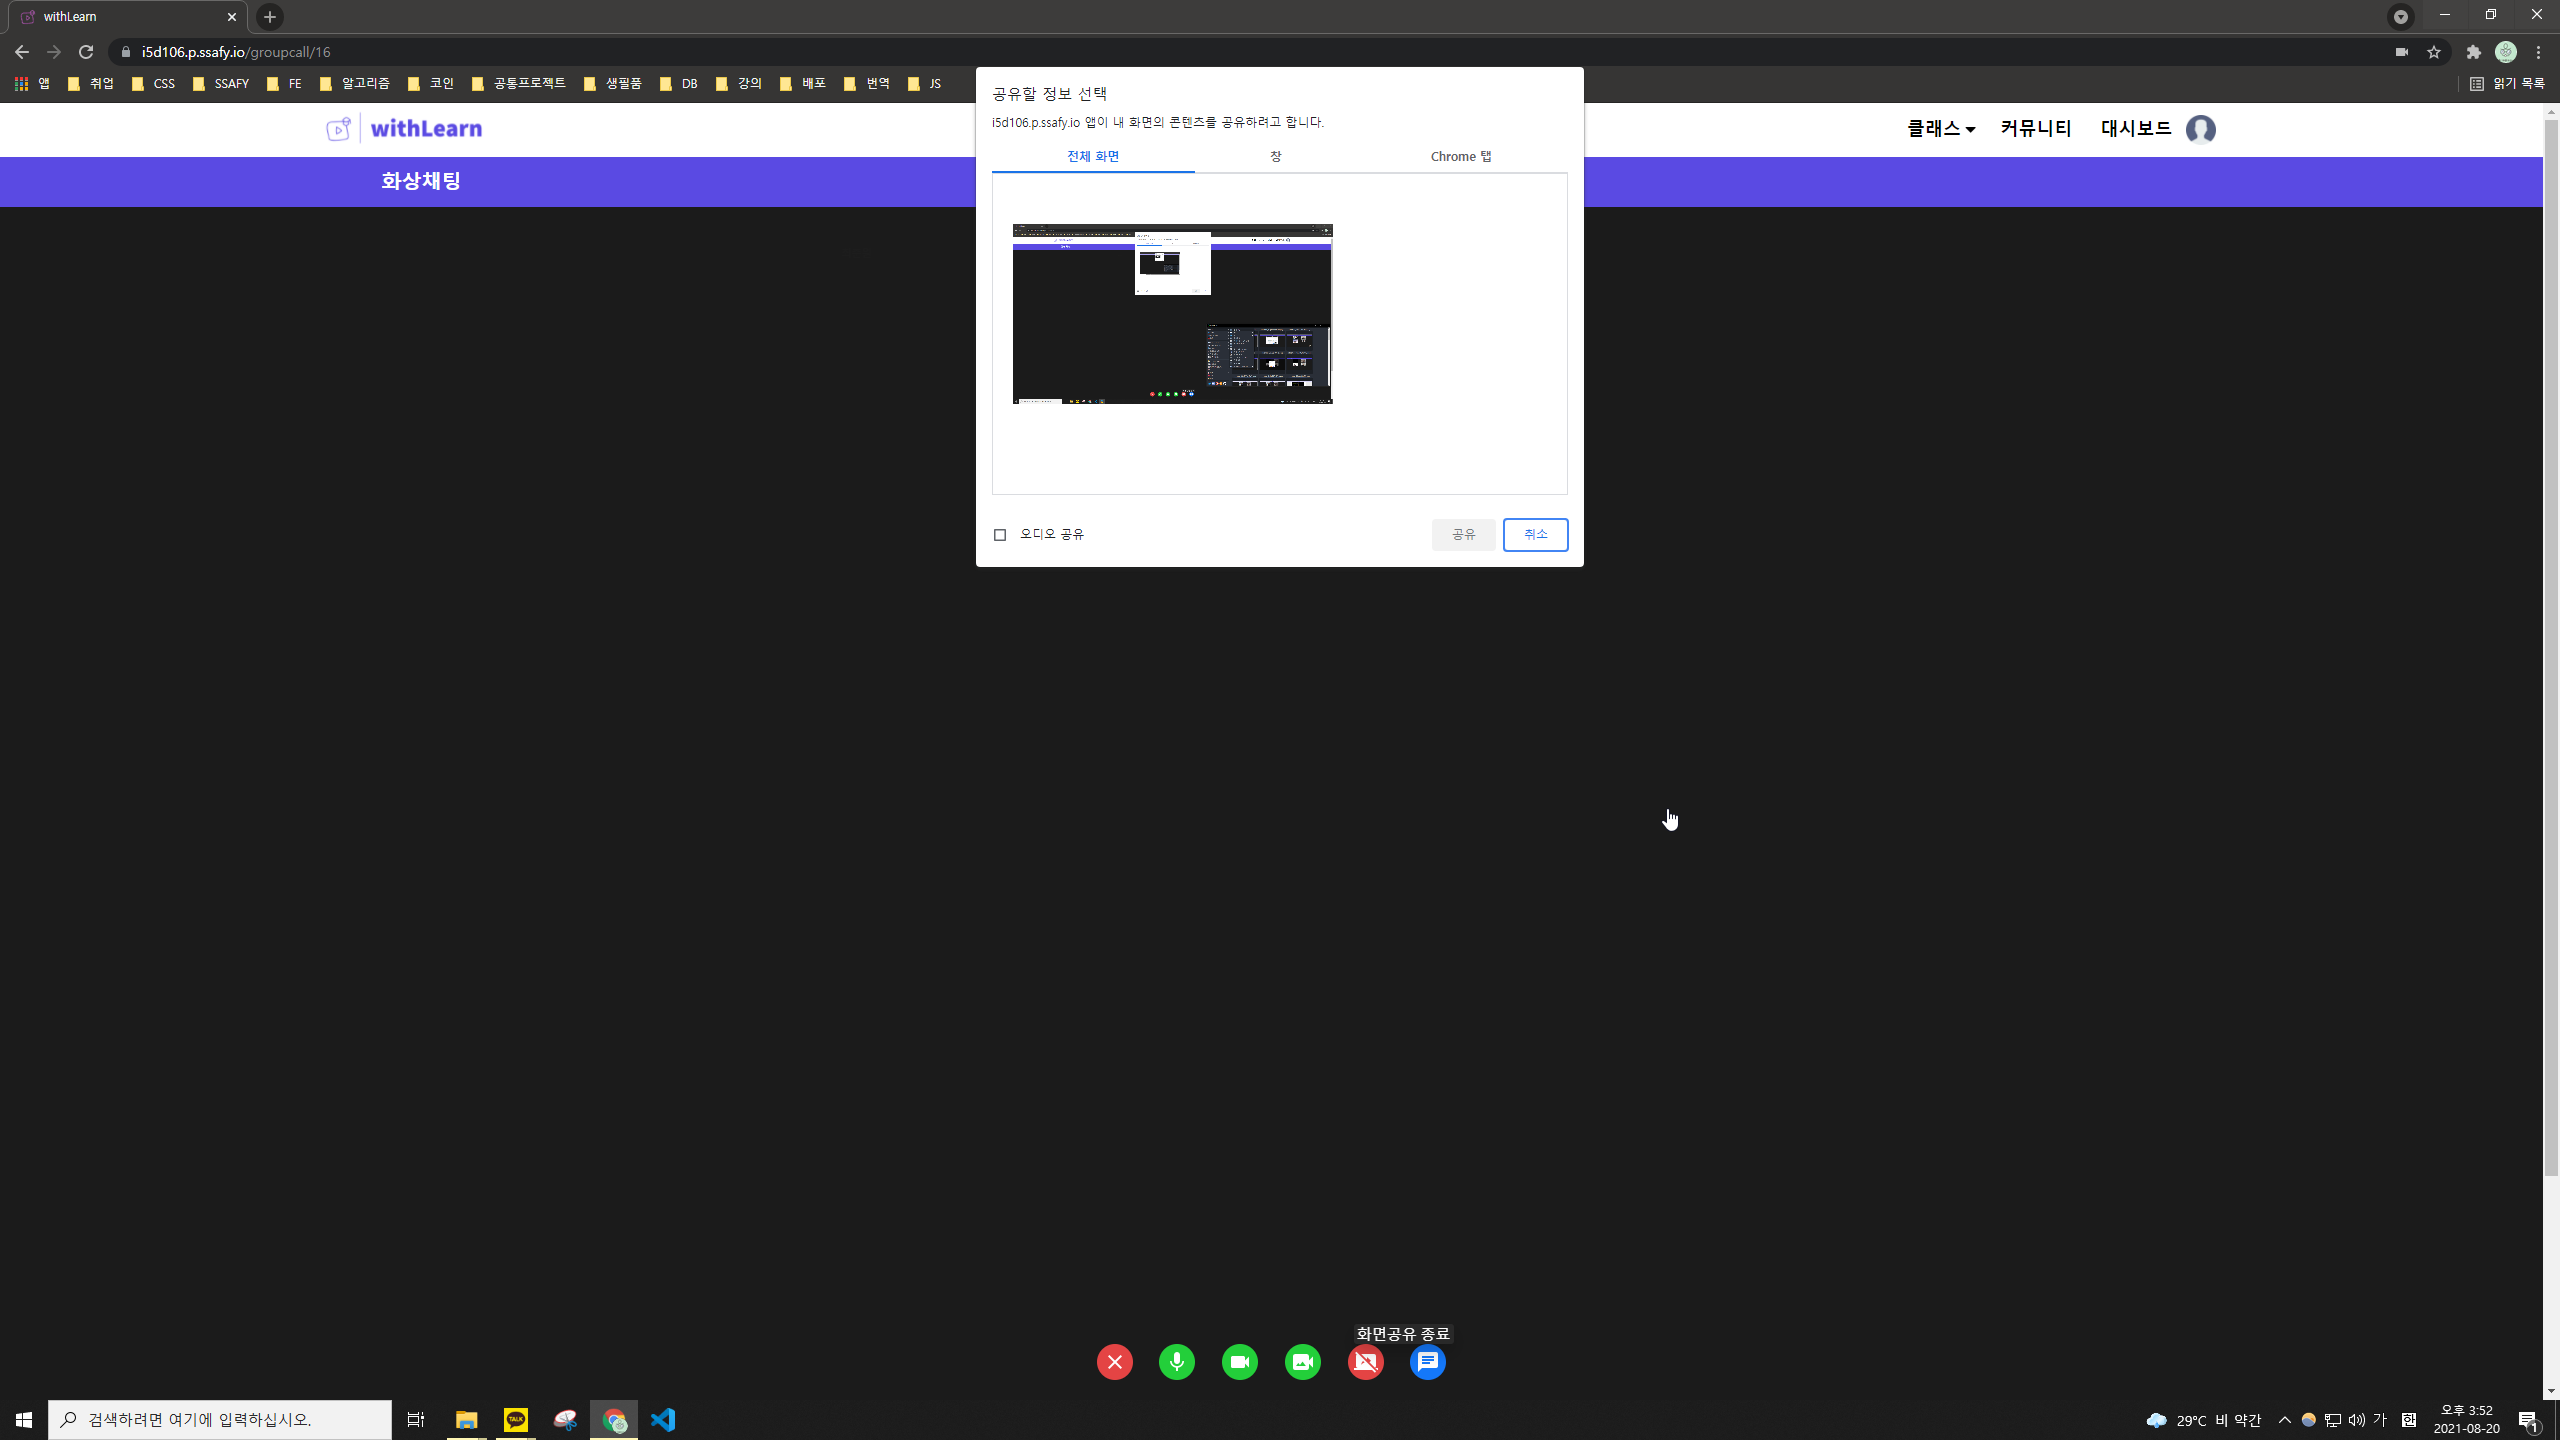 withLearn
i5d106.p.ssafy.io/groupcall/16
앱 취업 CSS SSAFY FE 알고리즘 코인 공통프로젝트 생필품 DB 강의 배포 번역 JS 읽기 목록
공유할 정보 선택
i5d106.p.ssafy.io 앱이 내 화면의 콘텐츠를 공유하려고 합니다.
전체 화면 창 Chrome 탭
withLearn
클래스 커뮤니티 대시보드
화상채팅
오디오 공유 공유 취소
화면공유 종료
검색하려면 여기에 입력하십시오.
TALK
29°C 비 약간
가 한
오후 3:52
2021-08-20
1